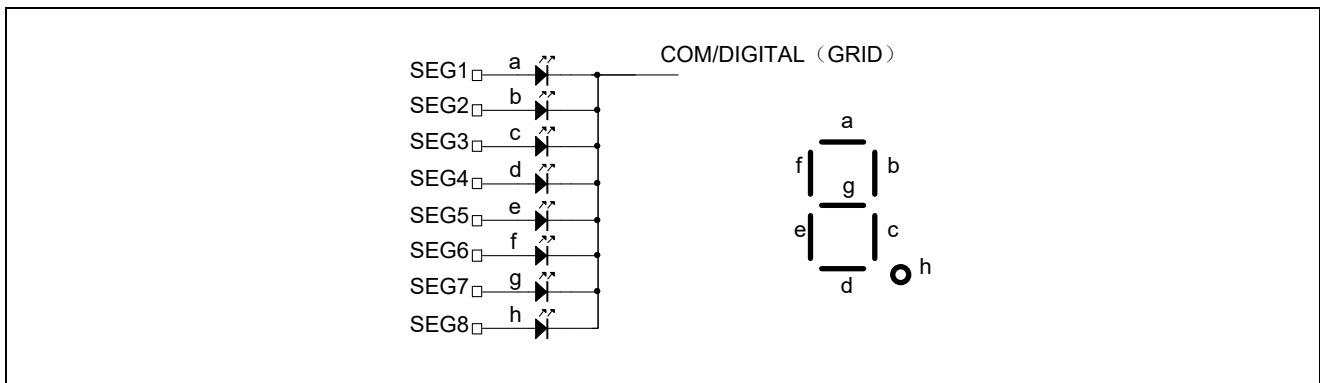 COM/DIGITAL（GRID）
SEG1 a
SEG2 b
SEG3 c
SEG4 d
SEG5 e
SEG6 f
SEG7 g
SEG8 h
a
f b
g
e c
h
d